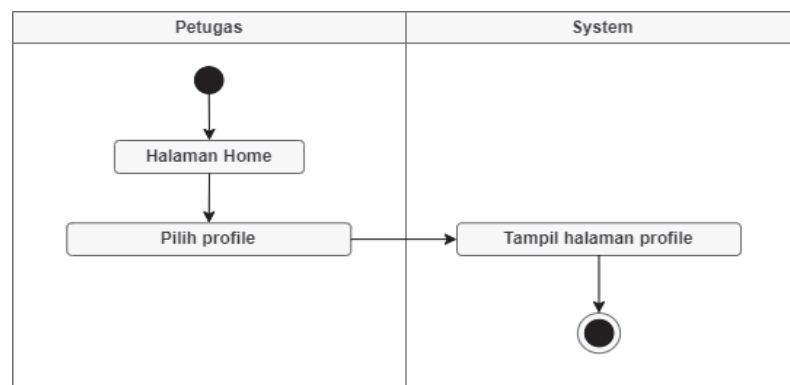 Petugas
System
Halaman Home
Pilih profile
Tampil halaman profile